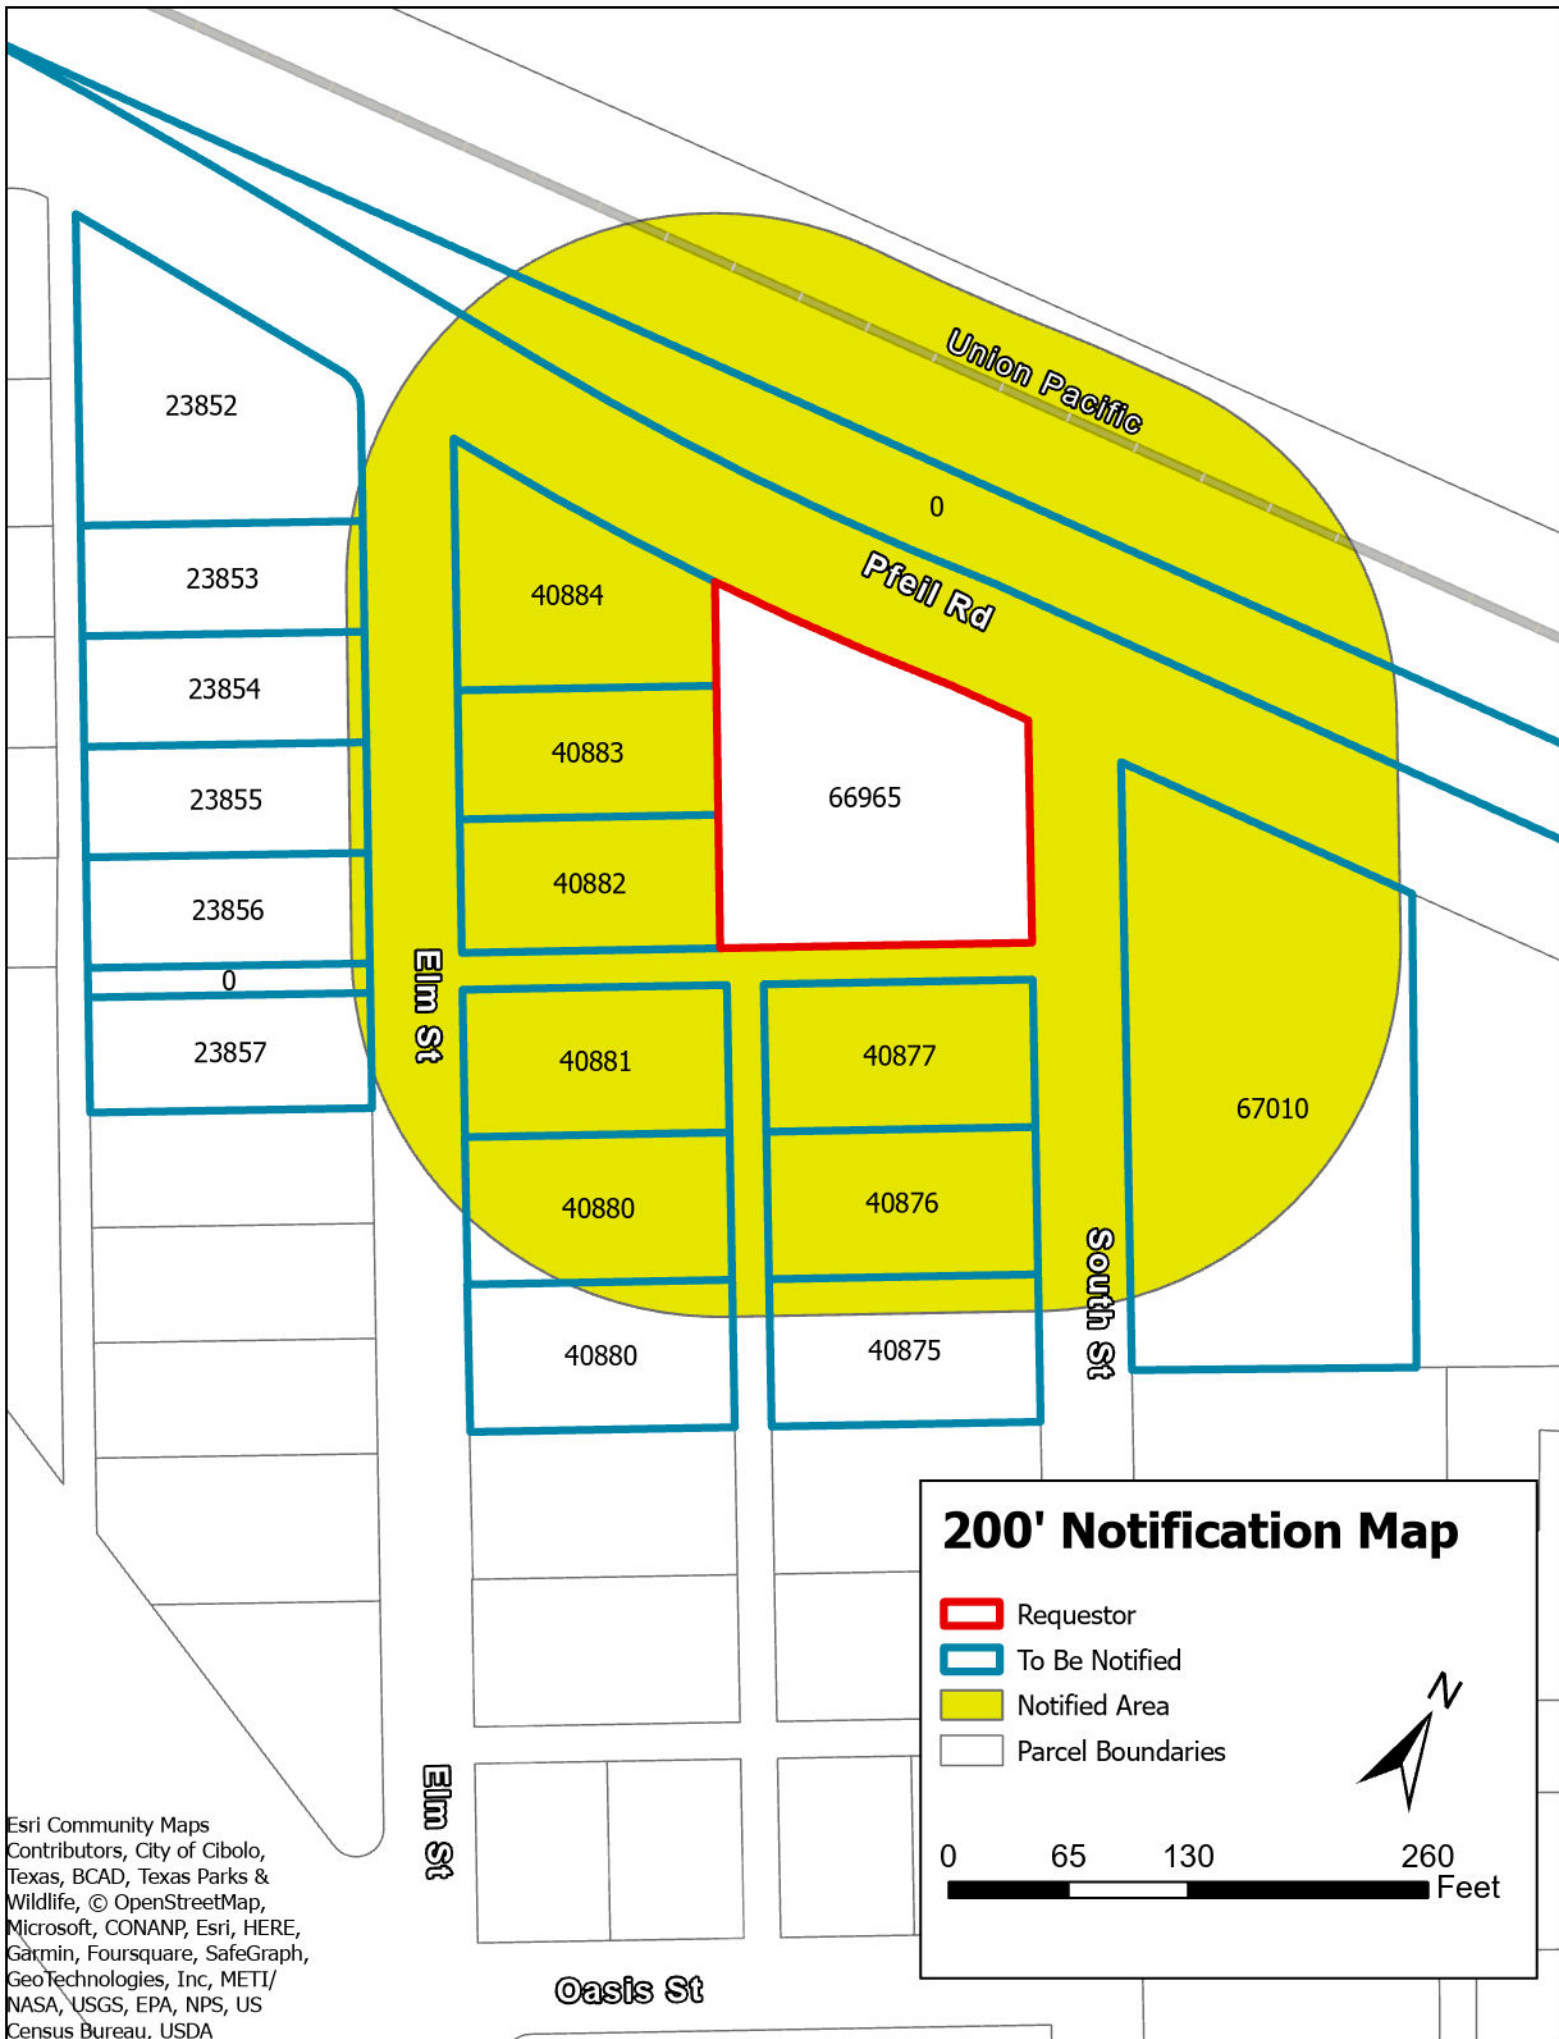 Union Pacific
23852
0
Pfeil Rd
23853
40884
23854
40883
23855
66965
40882
23856
0
Elm St
23857
40881
40877
67010
40880
40876
South St
40880
40875
200' Notification Map
Requestor
To Be Notified
Notified Area
Parcel Boundaries
N
0 65 130 260
Feet
Elm St
Esri Community Maps
Contributors, City of Cibolo,
Texas, BCAD, Texas Parks &
Wildlife, © OpenStreetMap,
Microsoft, CONANP, Esri, HERE,
Garmin, Foursquare, SafeGraph,
GeoTechnologies, Inc, METI/
NASA, USGS, EPA, NPS, US
Census Bureau, USDA
Oasis St